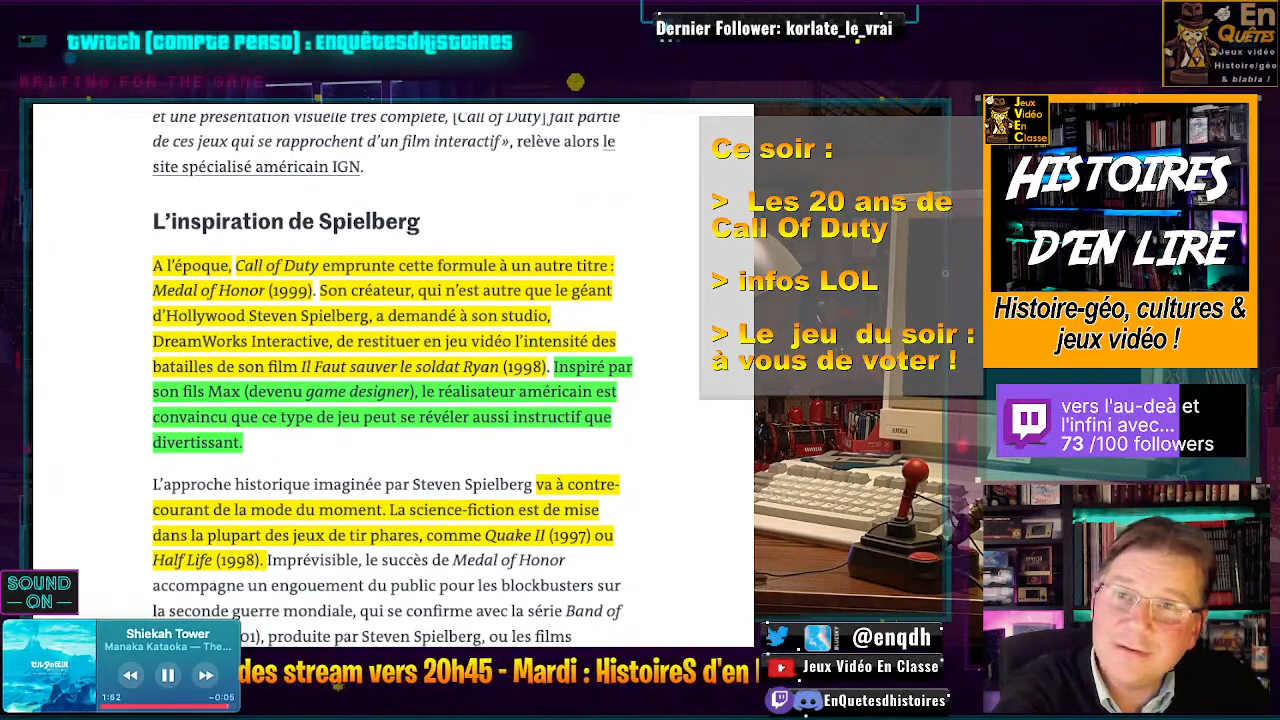 Dernier Follower: korlate_le_vrai
En
QUÊTES
Jeux vidéo
Histoire/géo
& blabla !
Twitch (compte perso) : EnQuêtesdHistoires
WAITING FOR THE GAME
et une présentation visuelle très complète, [Call of Duty] fait partie
de ces jeux qui se rapprochent d'un film interactif », relève alors le
site spécialisé américain IGN.
L'inspiration de Spielberg
A l'époque, Call of Duty emprunte cette formule à un autre titre :
Medal of Honor (1999). Son créateur, qui n'est autre que le géant
d'Hollywood Steven Spielberg, a demandé à son studio,
DreamWorks Interactive, de restituer en jeu vidéo l'intensité des
batailles de son film Il Faut sauver le soldat Ryan (1998). Inspiré par
son fils Max (devenu game designer), le réalisateur américain est
convaincu que ce type de jeu peut se révéler aussi instructif que
divertissant.
L'approche historique imaginée par Steven Spielberg va à contre-
courant de la mode du moment. La science-fiction est de mise
dans la plupart des jeux de tir phares, comme Quake II (1997) ou
Half Life (1998). Imprévisible, le succès de Medal of Honor
accompagne un engouement du public pour les blockbusters sur
la seconde guerre mondiale, qui se confirme avec la série Band of
01), produite par Steven Spielberg, ou les films
Ce soir :
> Les 20 ans de
Call Of Duty
> infos LOL
> Le jeu du soir :
à vous de voter !
AMIGA
Jeux
Vidéo
En
Classe
HISTOIRES
D'EN LIRE
Histoire-géo, cultures &
jeux vidéo !
vers l'au-deà et
l'infini avec...
73 /100 followers
SOUND
ON
Shiekah Tower
Manaka Kataoka — The...
1:52
-0:05
ゼルダの伝説
des stream vers 20h45 - Mardi : HistoireS d'en l
@enqdh
BLUESKY
Jeux Vidéo En Classe
EnQuetesdhistoires